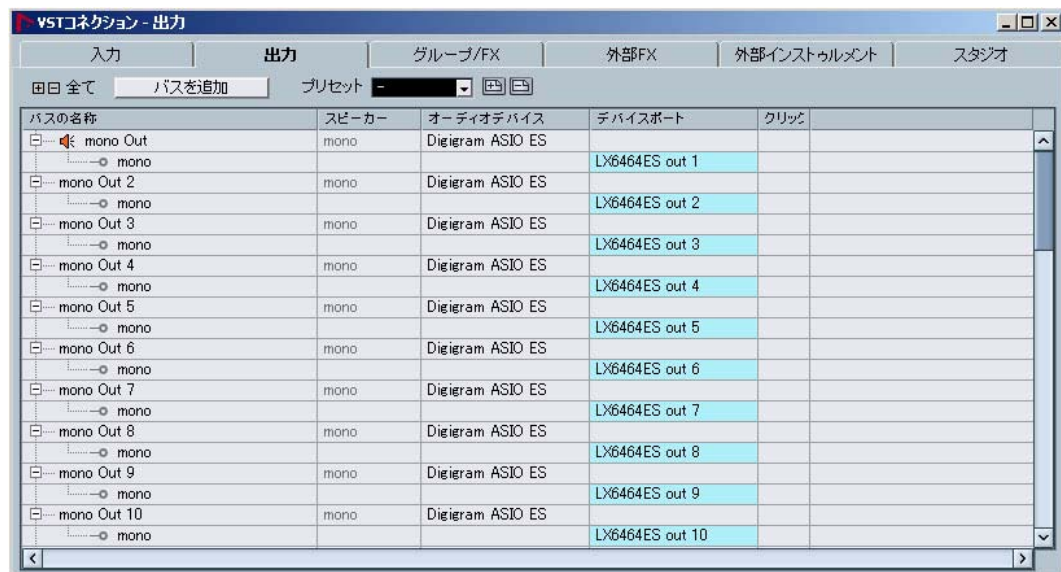 VSTコネクション - 出力
入力 出力 グループ/FX 外部FX 外部インストゥルメント スタジオ
全て バスを追加 プリセット -
バスの名称 スピーカー オーディオデバイス デバイスポート クリック
mono Out mono Digigram ASIO ES
mono LX6464ES out 1
mono Out 2 mono Digigram ASIO ES
mono LX6464ES out 2
mono Out 3 mono Digigram ASIO ES
mono LX6464ES out 3
mono Out 4 mono Digigram ASIO ES
mono LX6464ES out 4
mono Out 5 mono Digigram ASIO ES
mono LX6464ES out 5
mono Out 6 mono Digigram ASIO ES
mono LX6464ES out 6
mono Out 7 mono Digigram ASIO ES
mono LX6464ES out 7
mono Out 8 mono Digigram ASIO ES
mono LX6464ES out 8
mono Out 9 mono Digigram ASIO ES
mono LX6464ES out 9
mono Out 10 mono Digigram ASIO ES
mono LX6464ES out 10